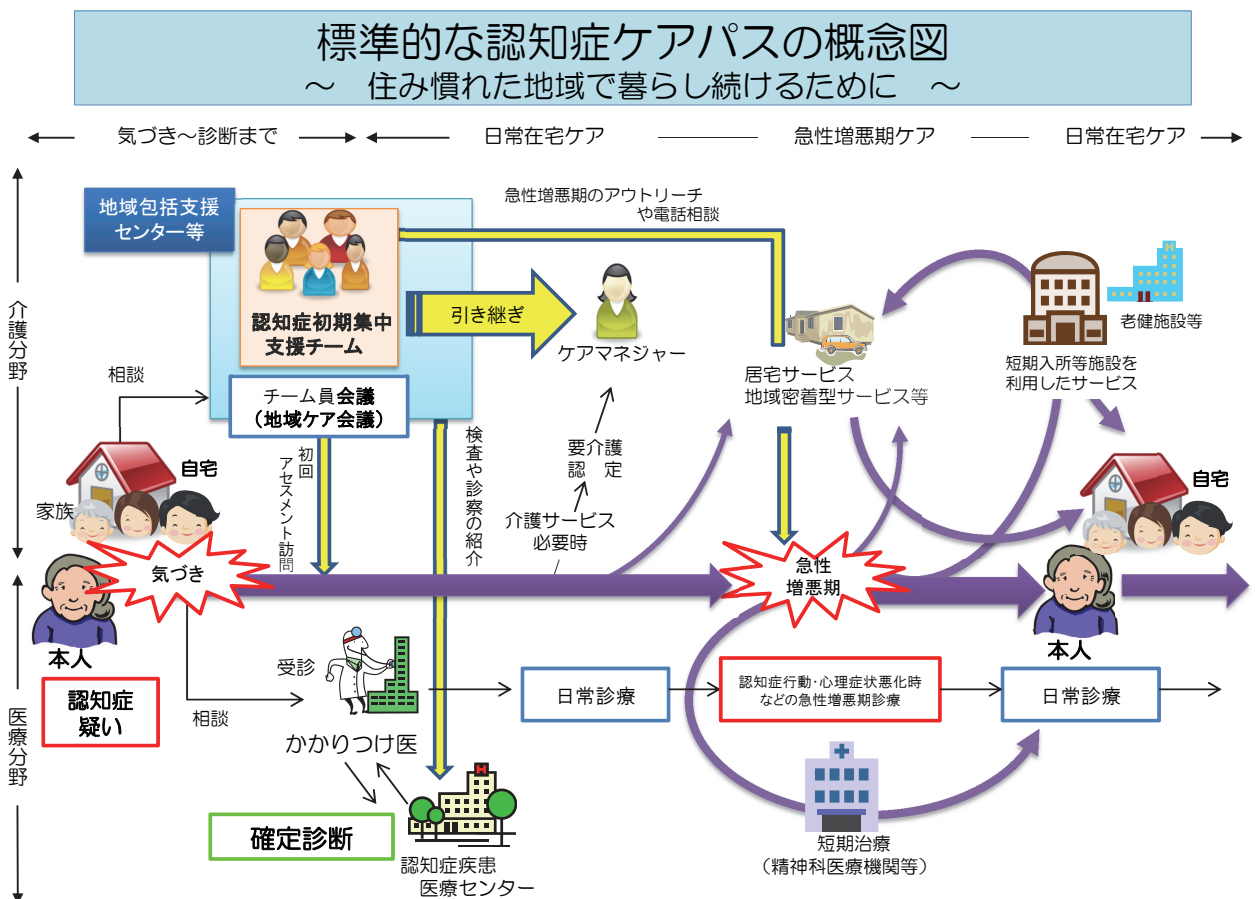 標準的な認知症ケアパスの概念図
~ 住み慣れた地域で暮らし続けるために ~
気づき~診断まで
日常在宅ケア
急性増悪期ケア
日常在宅ケア
介護分野
地域包括支援
センター等
認知症初期集中
支援チーム
チーム員会議
(地域ケア会議)
急性増悪期のアウトリーチ
や電話相談
引き継ぎ
ケアマネジャー
居宅サービス
地域密着型サービス等
老健施設等
短期入所等施設を
利用したサービス
相談
自宅
家族
初回
アセスメント訪問
検査や診察の紹介
要介護
認 定
介護サービス
必要時
自宅
気づき
急性
増悪期
本人
本人
医療分野
認知症
疑い
相談
受診
かかりつけ医
日常診療
認知症行動・心理症状悪化時
などの急性増悪期診療
日常診療
確定診断
H
認知症疾患
医療センター
短期治療
(精神科医療機関等)